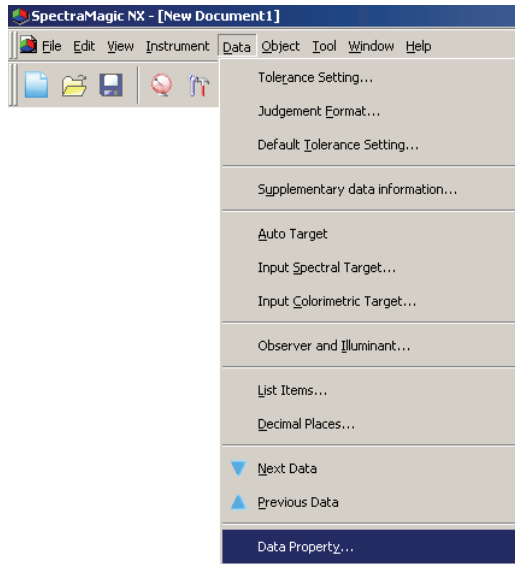 SpectraMagic NX - [New Document1]
File Edit View Instrument Data Object Tool Window Help
Tolerance Setting...
Judgement Format...
Default Tolerance Setting...
Supplementary data information...
Auto Target
Input Spectral Target...
Input Colorimetric Target...
Observer and Illuminant...
List Items...
Decimal Places...
Next Data
Previous Data
Data Property...